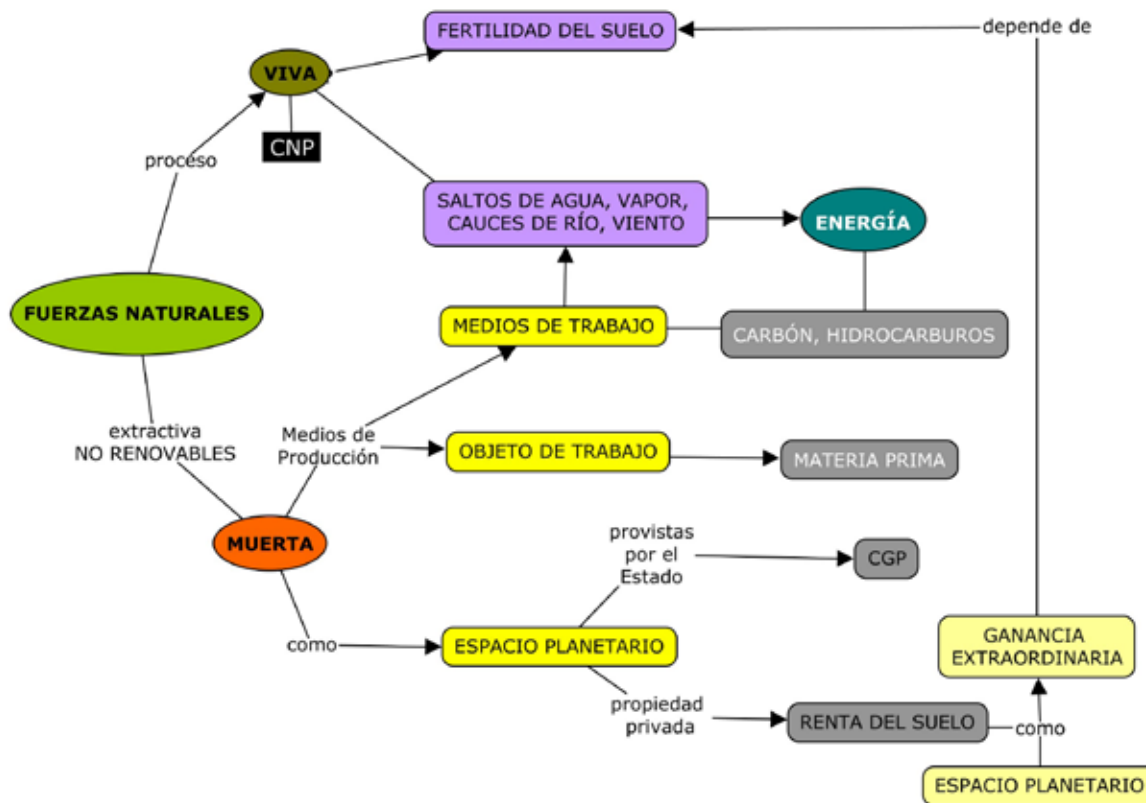 FERTILIDAD DEL SUELO
depende de
VIVA
CNP
proceso
SALTOS DE AGUA, VAPOR,
CAUCES DE RÍO, VIENTO
ENERGÍA
FUERZAS NATURALES
MEDIOS DE TRABAJO
CARBÓN, HIDROCARBUROS
extractiva
NO RENOVABLES
Medios de
Producción
OBJETO DE TRABAJO
MATERIA PRIMA
MUERTA
provistas
por el
Estado
CGP
como
ESPACIO PLANETARIO
GANANCIA
EXTRAORDINARIA
propiedad
privada
RENTA DEL SUELO
como
ESPACIO PLANETARIO